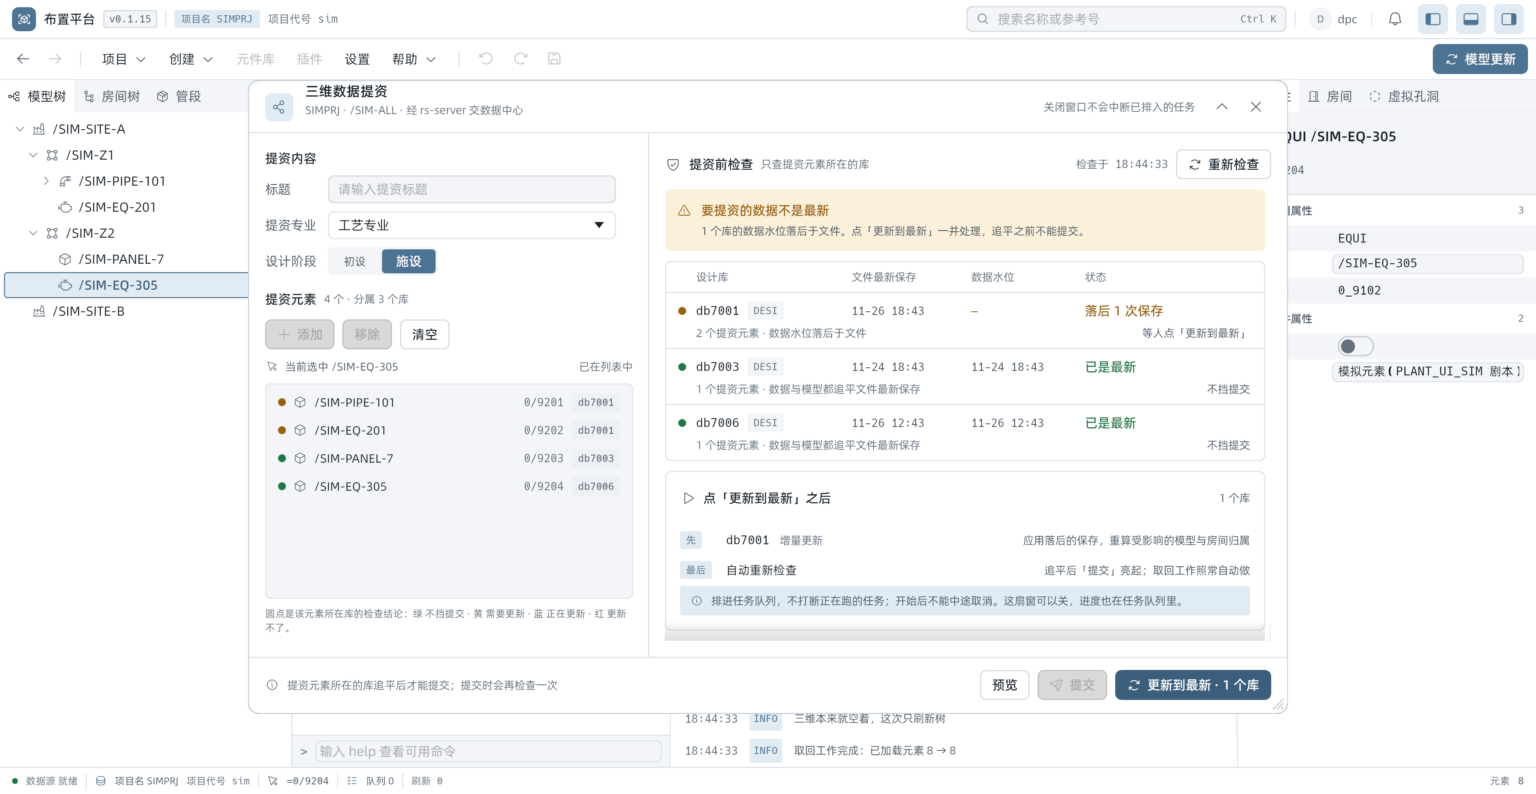 布置平台 v0.1.15 项目名 SIMPRJ 项目代号 sim 搜索名称或参考号 Ctrl K D dpc
项目 创建 元件库 插件 设置 帮助 模型更新
模型树 房间树 管段
/SIM-SITE-A
/SIM-Z1
/SIM-PIPE-101
/SIM-EQ-201
/SIM-Z2
/SIM-PANEL-7
/SIM-EQ-305
/SIM-SITE-B
三维数据提资
SIMPRJ · /SIM-ALL · 经 rs-server 交数据中心
关闭窗口不会中断已排入的任务
提资内容
标题 请输入提资标题
提资专业 工艺专业
设计阶段 初设 施设
提资元素 4 个 · 分属 3 个库
添加 移除 清空
当前选中 /SIM-EQ-305 已在列表中
/SIM-PIPE-101 0/9201 db7001
/SIM-EQ-201 0/9202 db7001
/SIM-PANEL-7 0/9203 db7003
/SIM-EQ-305 0/9204 db7006
圆点是该元素所在库的检查结论：绿 不挡提交 · 黄 需要更新 · 蓝 正在更新 · 红 更新
不了。
提资前检查 只查提资元素所在的库 检查于 18:44:33 重新检查
要提资的数据不是最新
1 个库的数据水位落后于文件。点「更新到最新」一并处理，追平之前不能提交。
设计库 文件最新保存 数据水位 状态
db7001 DESI 11-26 18:43 — 落后 1 次保存
2 个提资元素 · 数据水位落后于文件 等人点「更新到最新」
db7003 DESI 11-24 18:43 11-24 18:43 已是最新
1 个提资元素 · 数据与模型都追平文件最新保存 不挡提交
db7006 DESI 11-26 12:43 11-26 12:43 已是最新
1 个提资元素 · 数据与模型都追平文件最新保存 不挡提交
点「更新到最新」之后 1 个库
先 db7001 增量更新 应用落后的保存，重算受影响的模型与房间归属
最后 自动重新检查 追平后「提交」亮起；取回工作照常自动做
排进任务队列，不打断正在跑的任务；开始后不能中途取消。这扇窗可以关，进度也在任务队列里。
提资元素所在的库追平后才能提交；提交时会再检查一次
预览 提交 更新到最新 · 1 个库
房间 虚拟孔洞
QUI /SIM-EQ-305
204
属性 3
EQUI
/SIM-EQ-305
0_9102
属性 2
模拟元素(PLANT_UI_SIM 剧本)
18:44:33 INFO 三维本来就空着，这次只刷新树
18:44:33 INFO 取回工作完成：已加载元素 8 → 8
> 输入 help 查看可用命令
数据源 就绪 项目名 SIMPRJ 项目代号 sim =0/9204 队列 0 刷新 0 元素 8